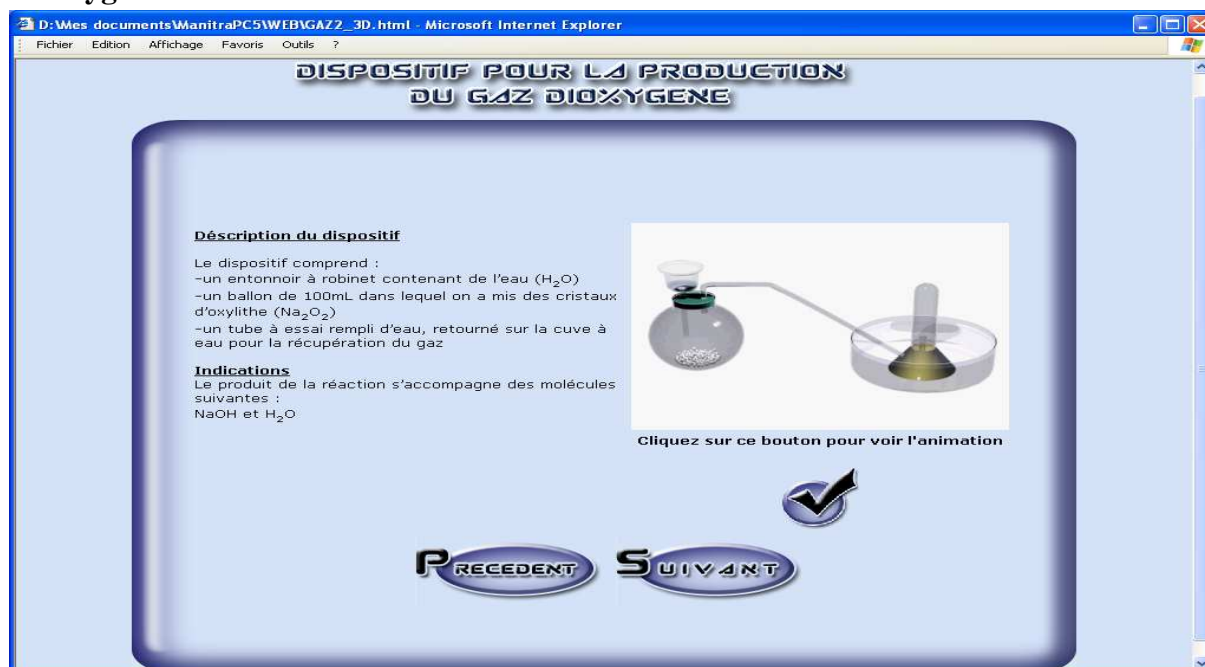 D:\Mes documents\ManitraPC5\WEB\GAZ2_3D.html - Microsoft Internet Explorer
Fichier Edition Affichage Favoris Outils ?
DISPOSITIF POUR LA PRODUCTION
DU GAZ DIOXYGENE
Déscription du dispositif
Le dispositif comprend :
-un entonnoir à robinet contenant de l'eau (H2O)
-un ballon de 100mL dans lequel on a mis des cristaux
d'oxylithe (Na2O2)
-un tube à essai rempli d'eau, retourné sur la cuve à
eau pour la récupération du gaz
Indications
Le produit de la réaction s'accompagne des molécules
suivantes :
NaOH et H2O
Cliquez sur ce bouton pour voir l'animation
PRECEDENT SUIVANT